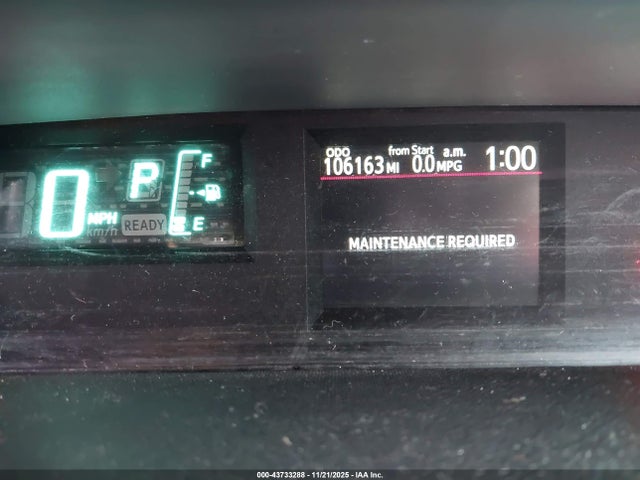 0 MPH
km/h
P
READY
F
E
ODO from Start a.m. 1:00
106163 MI 0.0 MPG
MAINTENANCE REQUIRED
000-43733288 - 11/21/2025 - IAA Inc.